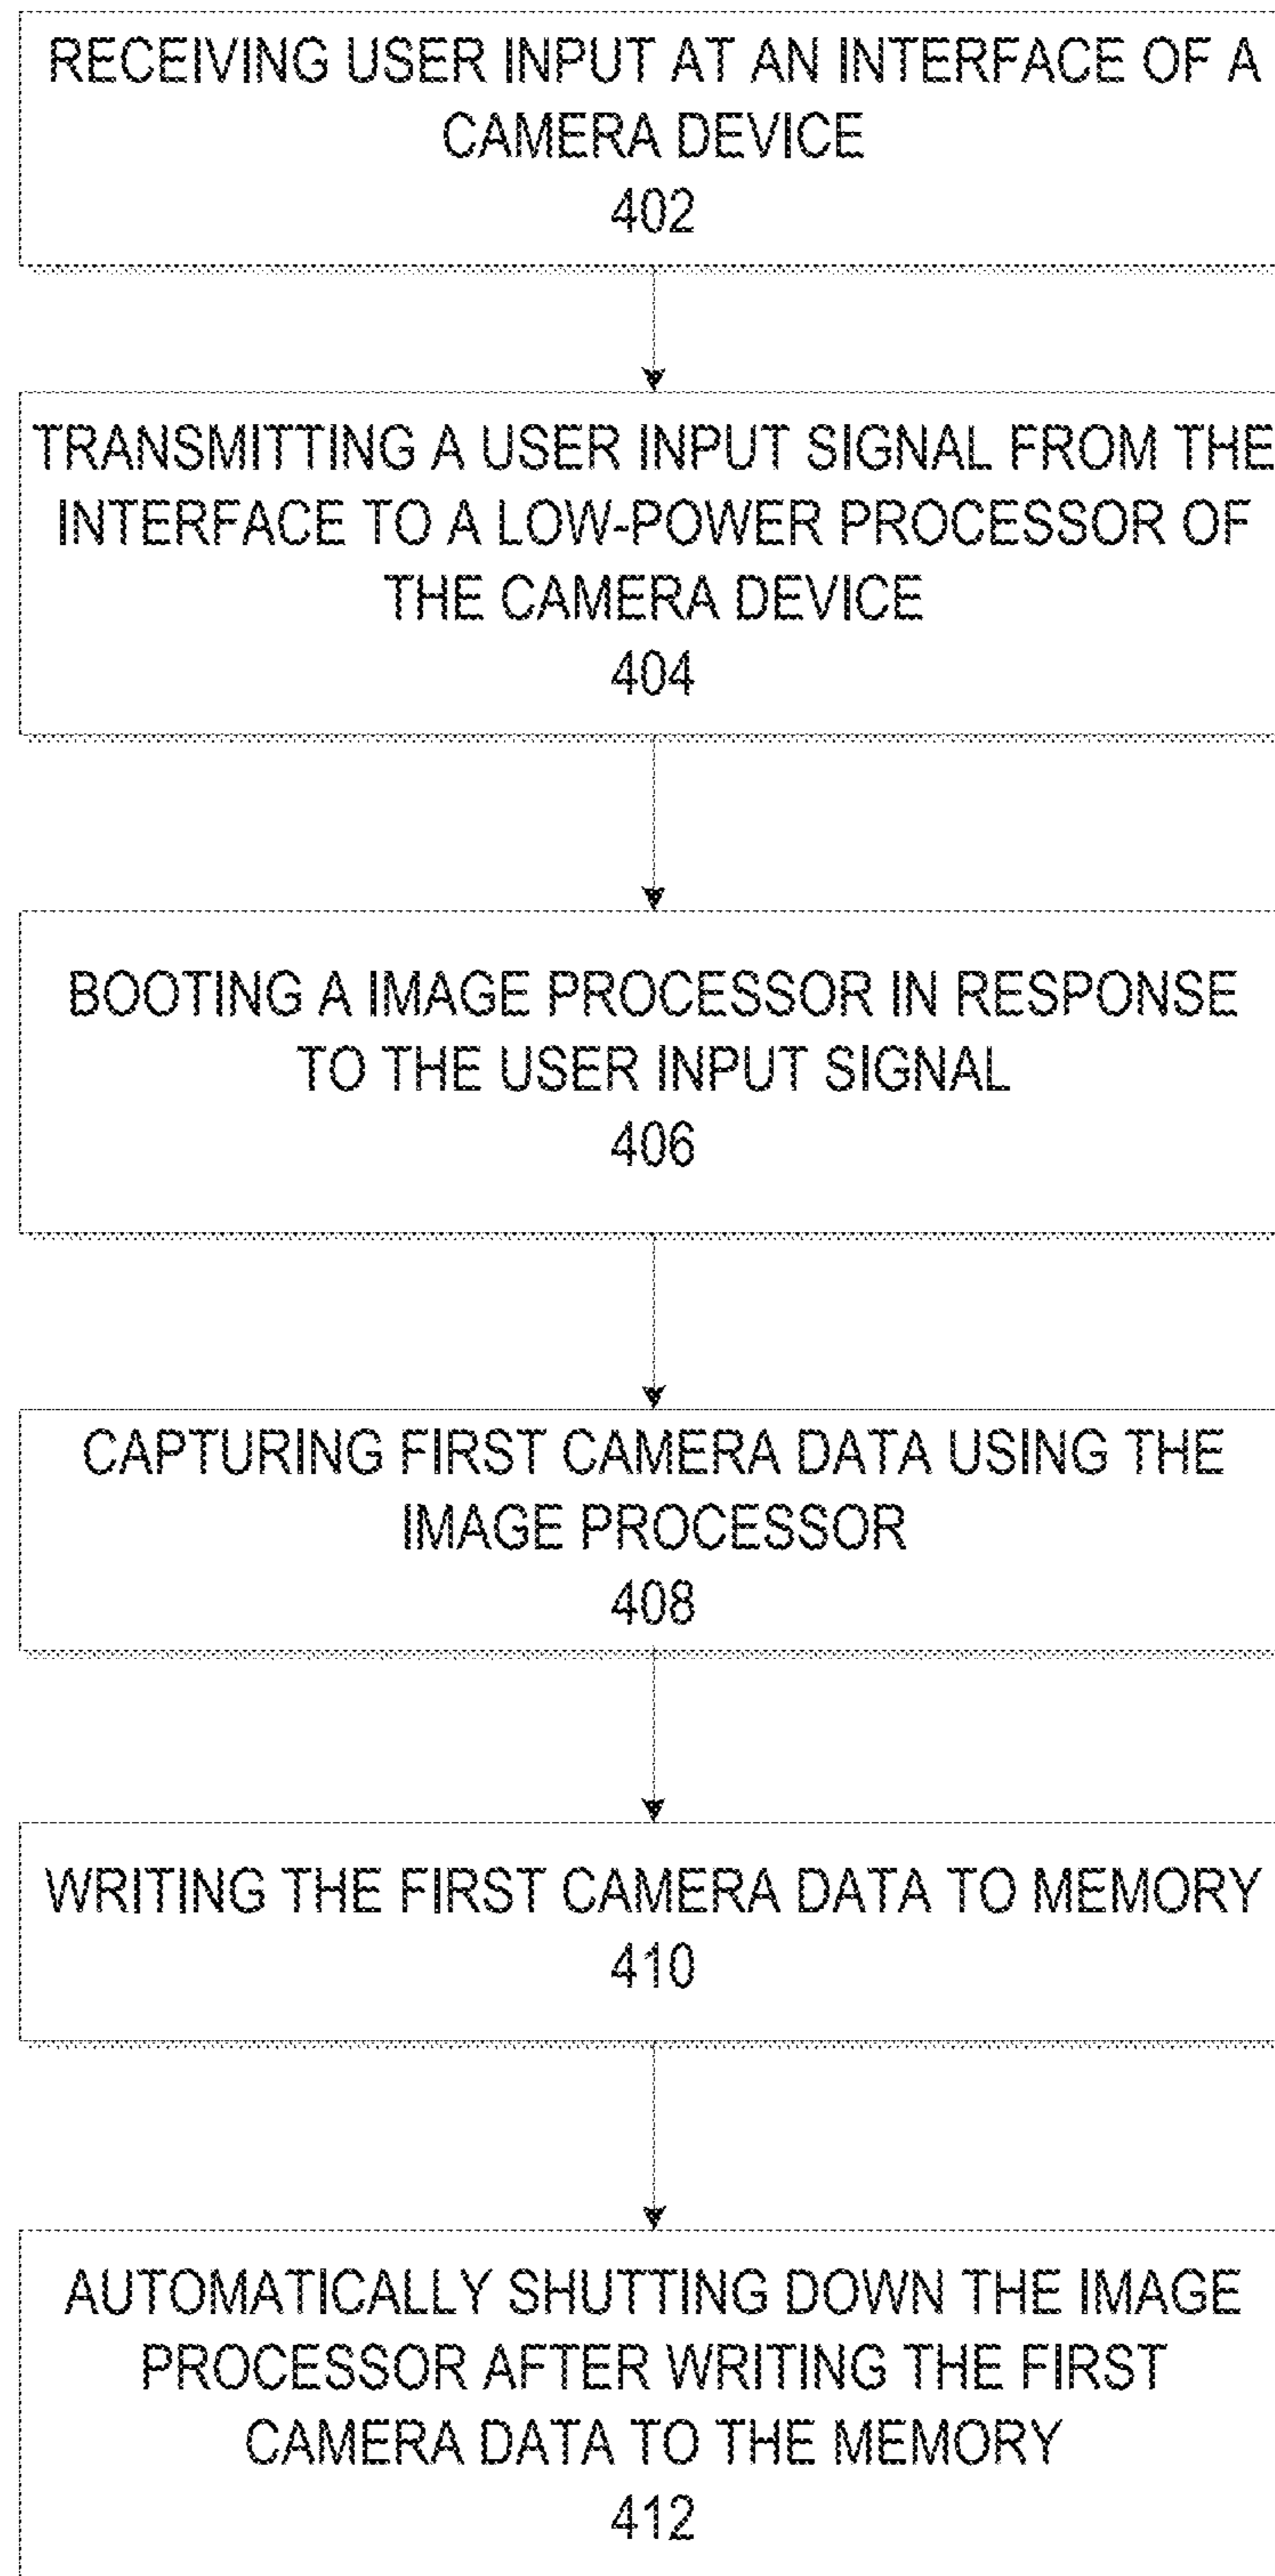 RECEIVING USER INPUT AT AN INTERFACE OF A
CAMERA DEVICE
402
TRANSMITTING A USER INPUT SIGNAL FROM THE
INTERFACE TO A LOW-POWER PROCESSOR OF
THE CAMERA DEVICE
404
BOOTING A IMAGE PROCESSOR IN RESPONSE
TO THE USER INPUT SIGNAL
406
CAPTURING FIRST CAMERA DATA USING THE
IMAGE PROCESSOR
408
WRITING THE FIRST CAMERA DATA TO MEMORY
410
AUTOMATICALLY SHUTTING DOWN THE IMAGE
PROCESSOR AFTER WRITING THE FIRST
CAMERA DATA TO THE MEMORY
412